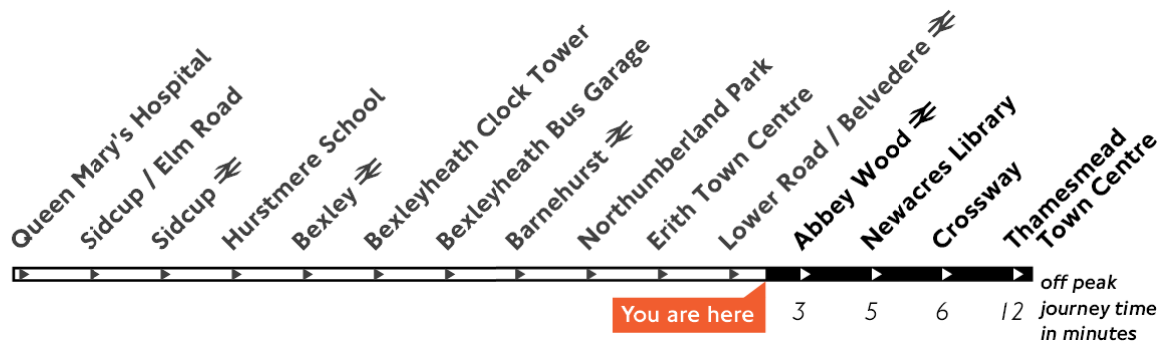 Queen Mary's Hospital
Sidcup / Elm Road
Sidcup
Hurstmere School
Bexley
Bexleyheath Clock Tower
Bexleyheath Bus Garage
Barnehurst
Northumberland Park
Erith Town Centre
Lower Road / Belvedere
Abbey Wood
Newacres Library
Crossway
Thamesmead
Town Centre
You are here
3
5
6
12
off peak
journey time
in minutes